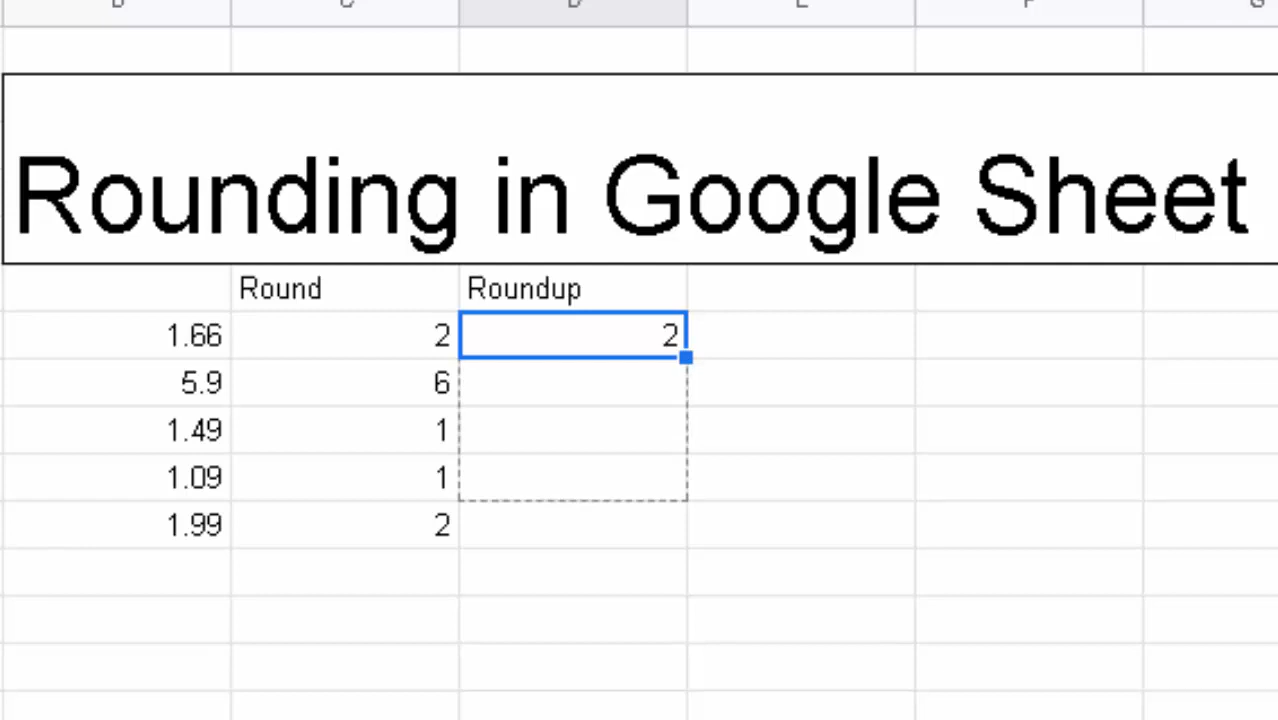 B C D E F G
Rounding in Google Sheet
Round Roundup
1.66 2 2
5.9 6
1.49 1
1.09 1
1.99 2